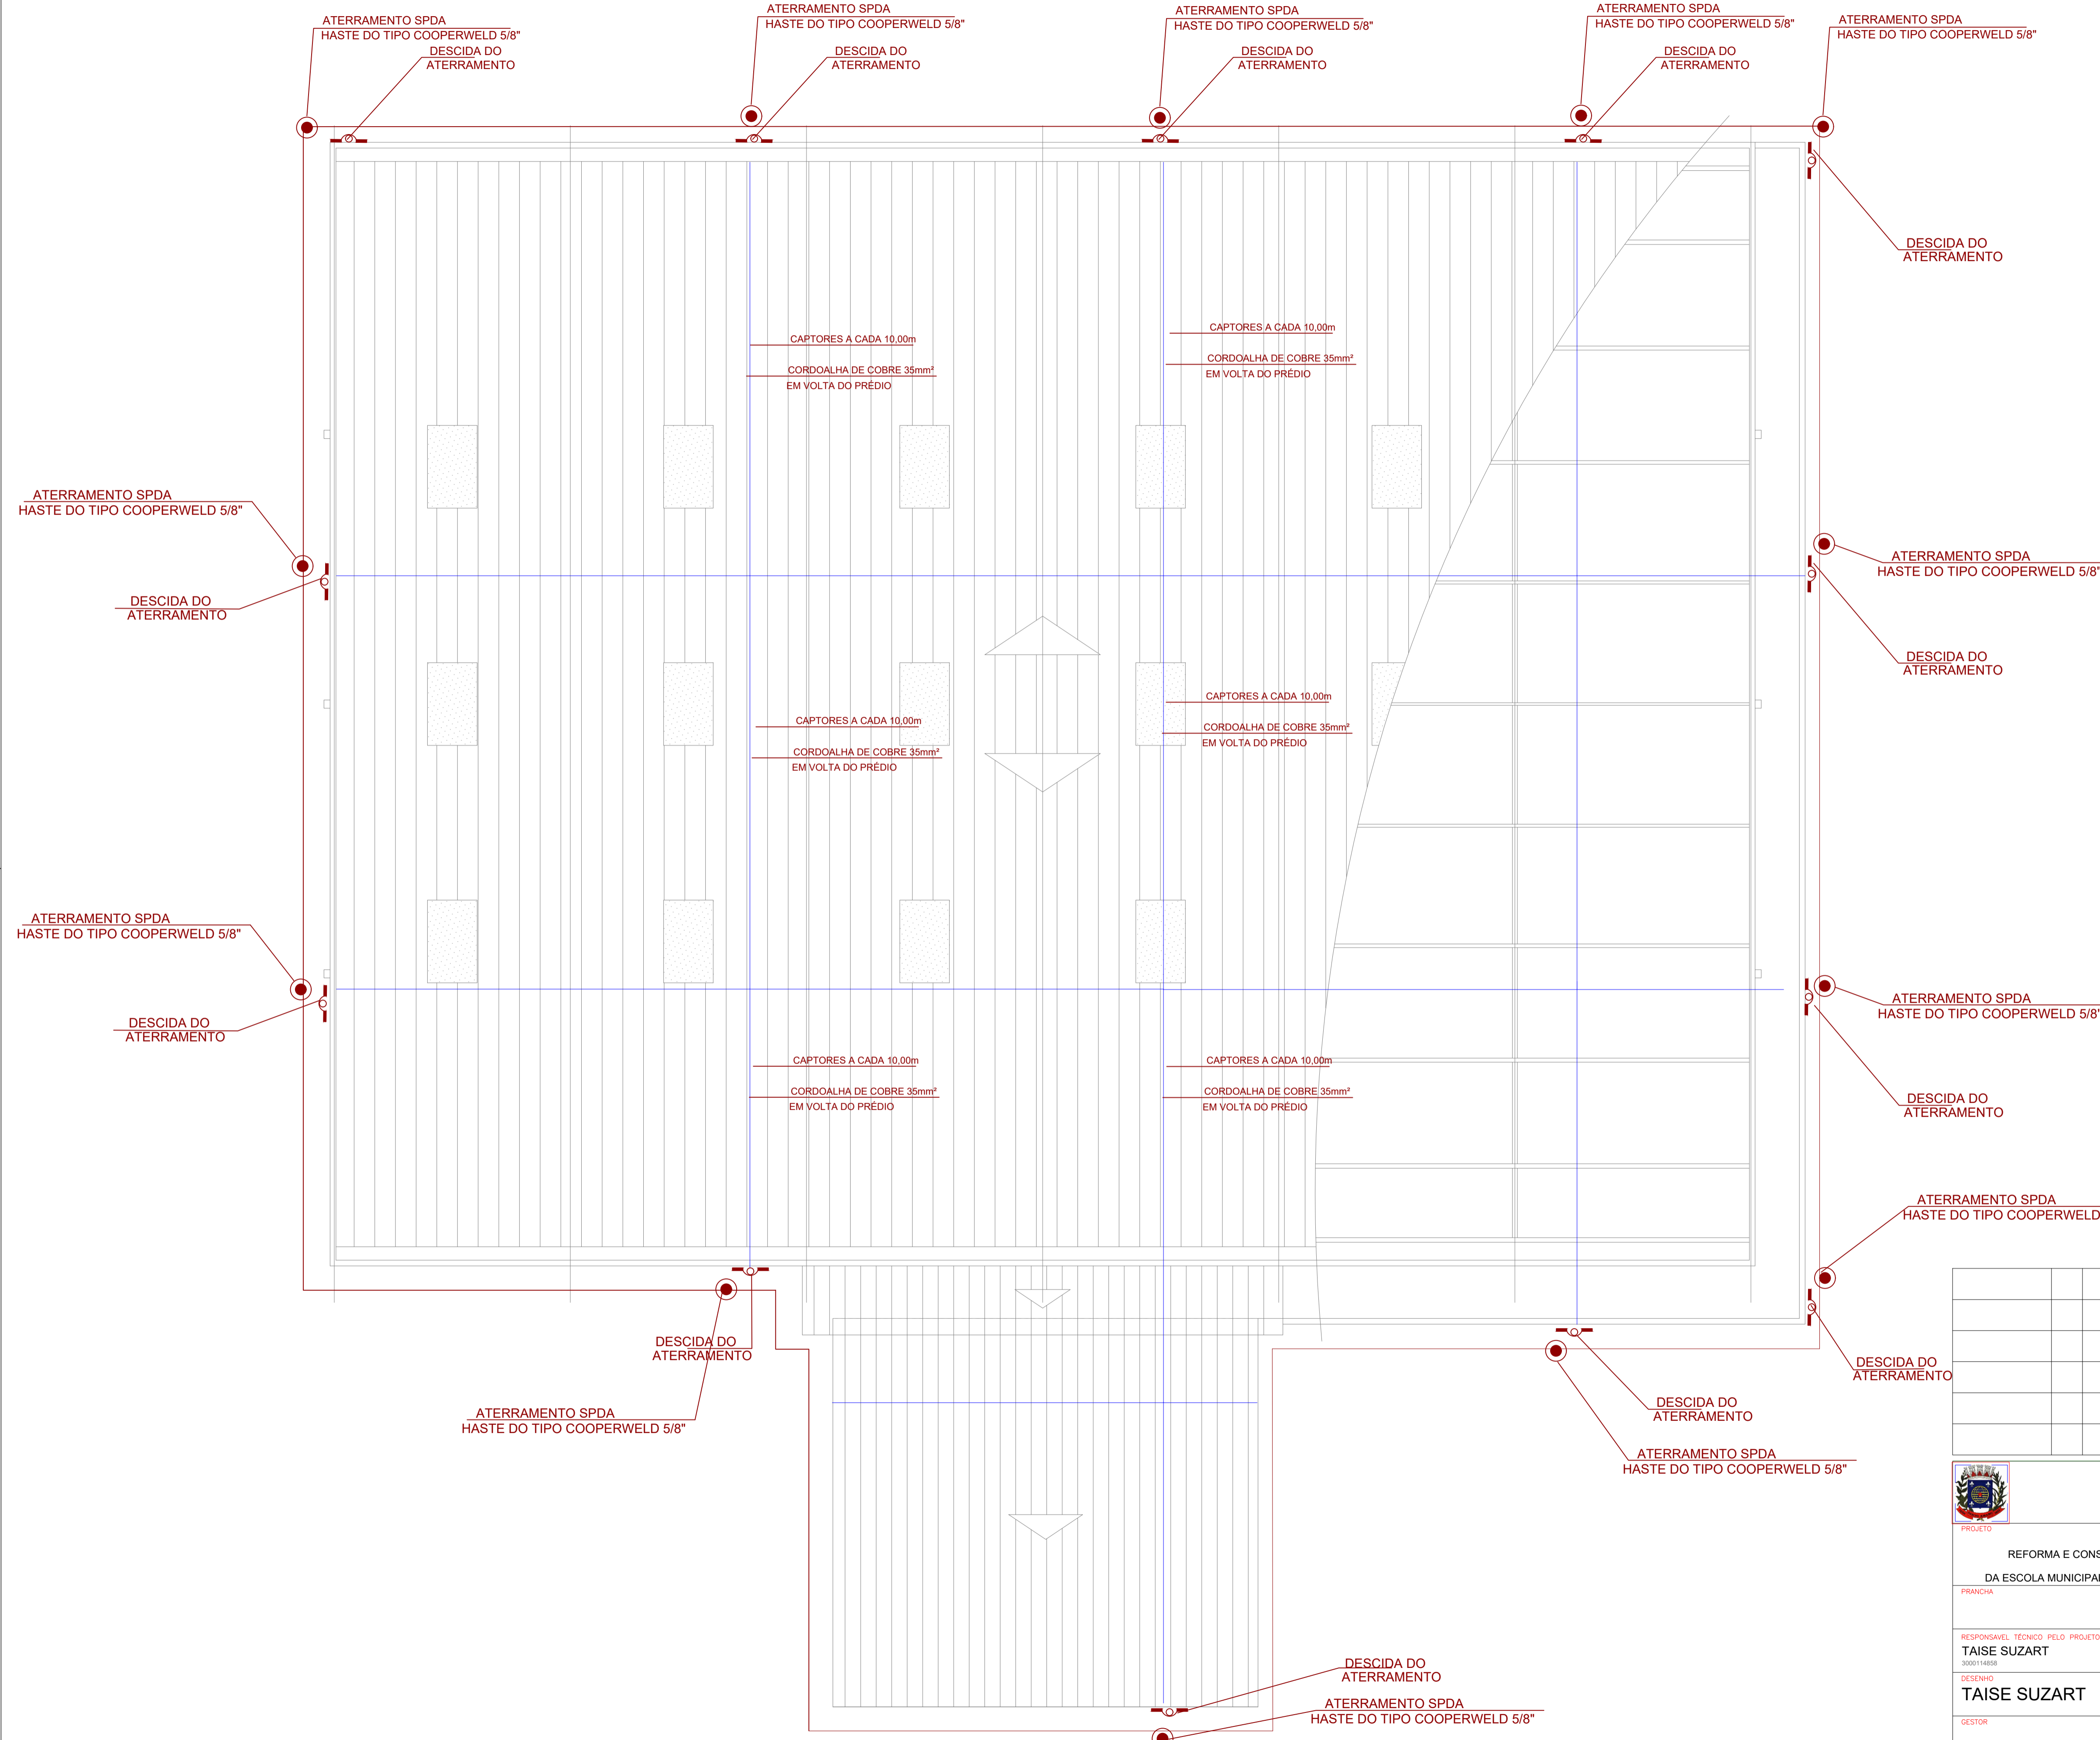 ATERRAMENTO SPDA
HASTE DO TIPO COOPERWELD 5/8"
DESCIDA DO
ATERRAMENTO
ATERRAMENTO SPDA
HASTE DO TIPO COOPERWELD 5/8"
DESCIDA DO
ATERRAMENTO
ATERRAMENTO SPDA
HASTE DO TIPO COOPERWELD 5/8"
DESCIDA DO
ATERRAMENTO
ATERRAMENTO SPDA
HASTE DO TIPO COOPERWELD 5/8"
DESCIDA DO
ATERRAMENTO
ATERRAMENTO SPDA
HASTE DO TIPO COOPERWELD 5/8"
DESCIDA DO
ATERRAMENTO
CAPTORES A CADA 10,00m
CORDOALHA DE COBRE 35mm²
EM VOLTA DO PRÉDIO
CAPTORES A CADA 10,00m
CORDOALHA DE COBRE 35mm²
EM VOLTA DO PRÉDIO
ATERRAMENTO SPDA
HASTE DO TIPO COOPERWELD 5/8"
DESCIDA DO
ATERRAMENTO
ATERRAMENTO SPDA
HASTE DO TIPO COOPERWELD 5/8"
DESCIDA DO
ATERRAMENTO
CAPTORES A CADA 10,00m
CORDOALHA DE COBRE 35mm²
EM VOLTA DO PRÉDIO
CAPTORES A CADA 10,00m
CORDOALHA DE COBRE 35mm²
EM VOLTA DO PRÉDIO
ATERRAMENTO SPDA
HASTE DO TIPO COOPERWELD 5/8"
DESCIDA DO
ATERRAMENTO
ATERRAMENTO SPDA
HASTE DO TIPO COOPERWELD 5/8"
DESCIDA DO
ATERRAMENTO
CAPTORES A CADA 10,00m
CORDOALHA DE COBRE 35mm²
EM VOLTA DO PRÉDIO
CAPTORES A CADA 10,00m
CORDOALHA DE COBRE 35mm²
EM VOLTA DO PRÉDIO
ATERRAMENTO SPDA
HASTE DO TIPO COOPERWELD
DESCIDA DO
ATERRAMENTO
DESCIDA DO
ATERRAMENTO
ATERRAMENTO SPDA
HASTE DO TIPO COOPERWELD 5/8"
DESCIDA DO
ATERRAMENTO
ATERRAMENTO SPDA
HASTE DO TIPO COOPERWELD 5/8"
DESCIDA DO
ATERRAMENTO
ATERRAMENTO SPDA
HASTE DO TIPO COOPERWELD 5/8"
PROJETO
REFORMA E CONS
DA ESCOLA MUNICIPAL
PRANCHA
RESPONSAVEL TÉCNICO PELO PROJETO
TAISE SUZART
3000114858
DESENHO
TAISE SUZART
GESTOR